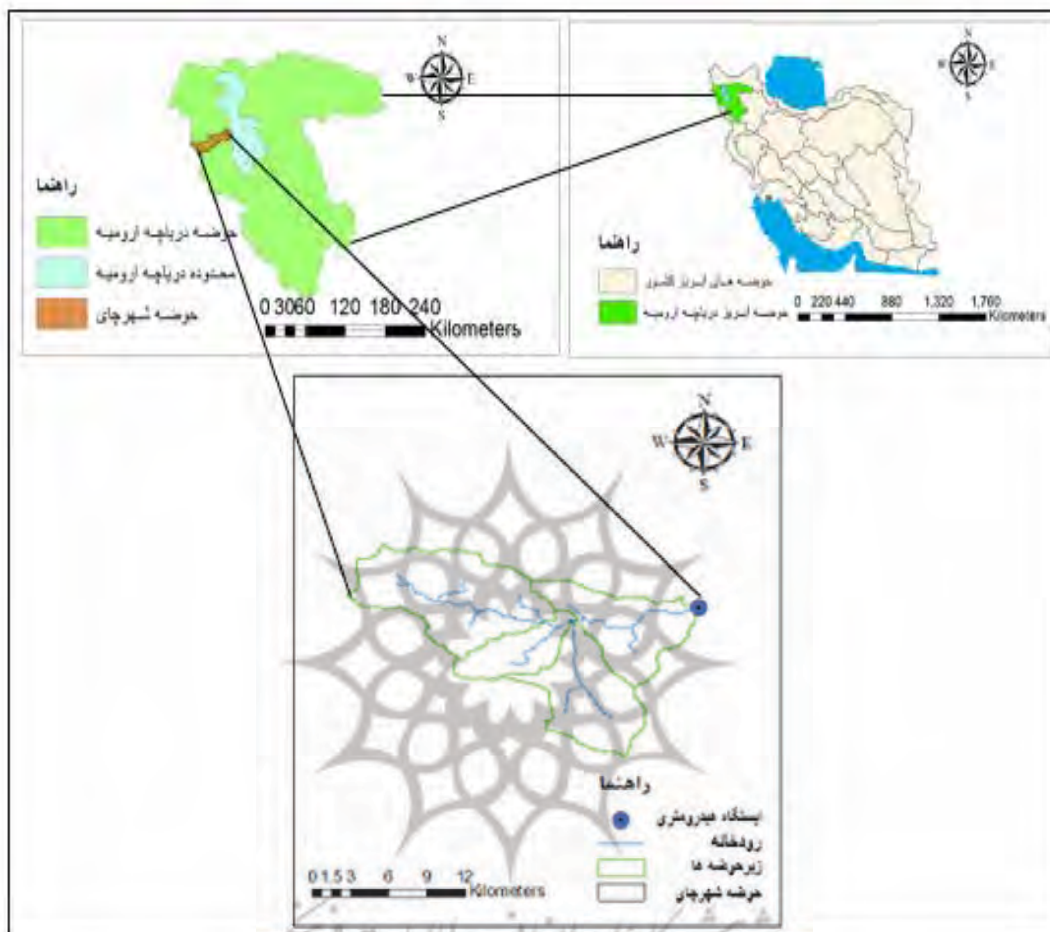 N
W E
S
راهنما
حوضه دریاچه ارومیه
محدوده دریاچه ارومیه
حوضه شهرچای
0 3060 120 180 240
Kilometers
N
W E
S
راهنما
حوضه های آبریز کشور
حوضه آبریز دریاچه ارومیه
0 220 440 880 1,320 1,760
Kilometers
N
W E
S
راهنما
ایستگاه هیدرومتری
رودخانه
زیرحوضه ها
حوضه شهرچای
0 1.5 3 6 9 12
Kilometers